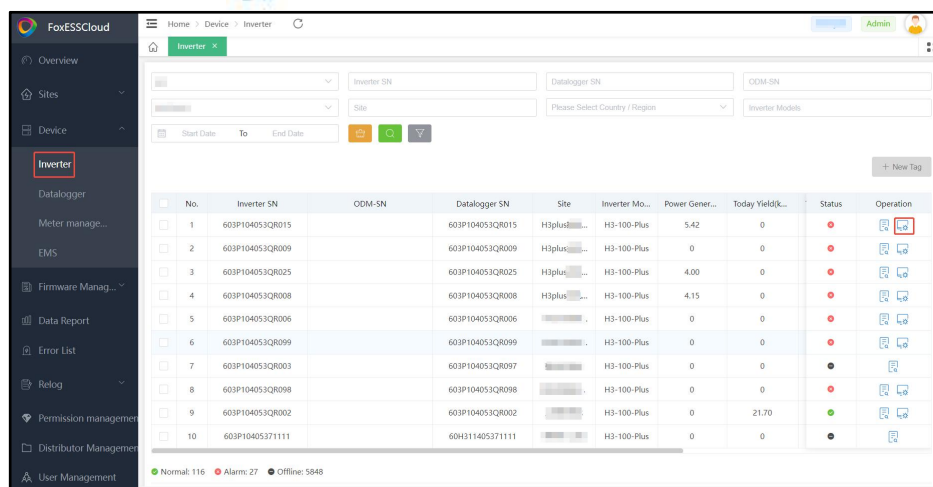 FoxESSCloud
Home > Device > Inverter
Admin
Inverter ×
Overview
Sites
Device
Inverter
Datalogger
Meter manage...
EMS
Firmware Manag...
Data Report
Error List
Relog
Permission managemen
Distributor Managemen
User Management
Inverter SN
Datalogger SN
ODM-SN
Site
Please Select Country / Region
Inverter Models
Start Date To End Date
+ New Tag
No. Inverter SN ODM-SN Datalogger SN Site Inverter Mo... Power Gener... Today Yield(k... Status Operation
1 603P104053QR015 603P104053QR015 H3plus ... H3-100-Plus 5.42 0
2 603P104053QR009 603P104053QR009 H3plus ... H3-100-Plus 0 0
3 603P104053QR025 603P104053QR025 H3plus ... H3-100-Plus 4.00 0
4 603P104053QR008 603P104053QR008 H3plus ... H3-100-Plus 4.15 0
5 603P104053QR006 603P104053QR006 H3-100-Plus 0 0
6 603P104053QR099 603P104053QR099 H3-100-Plus 0 0
7 603P104053QR003 603P104053QR097 H3-100-Plus 0 0
8 603P104053QR098 603P104053QR098 H3-100-Plus 0 0
9 603P104053QR002 603P104053QR002 H3-100-Plus 0 21.70
10 603P10405371111 60H311405371111 H3-100-Plus 0 0
Normal: 116 Alarm: 27 Offline: 5848